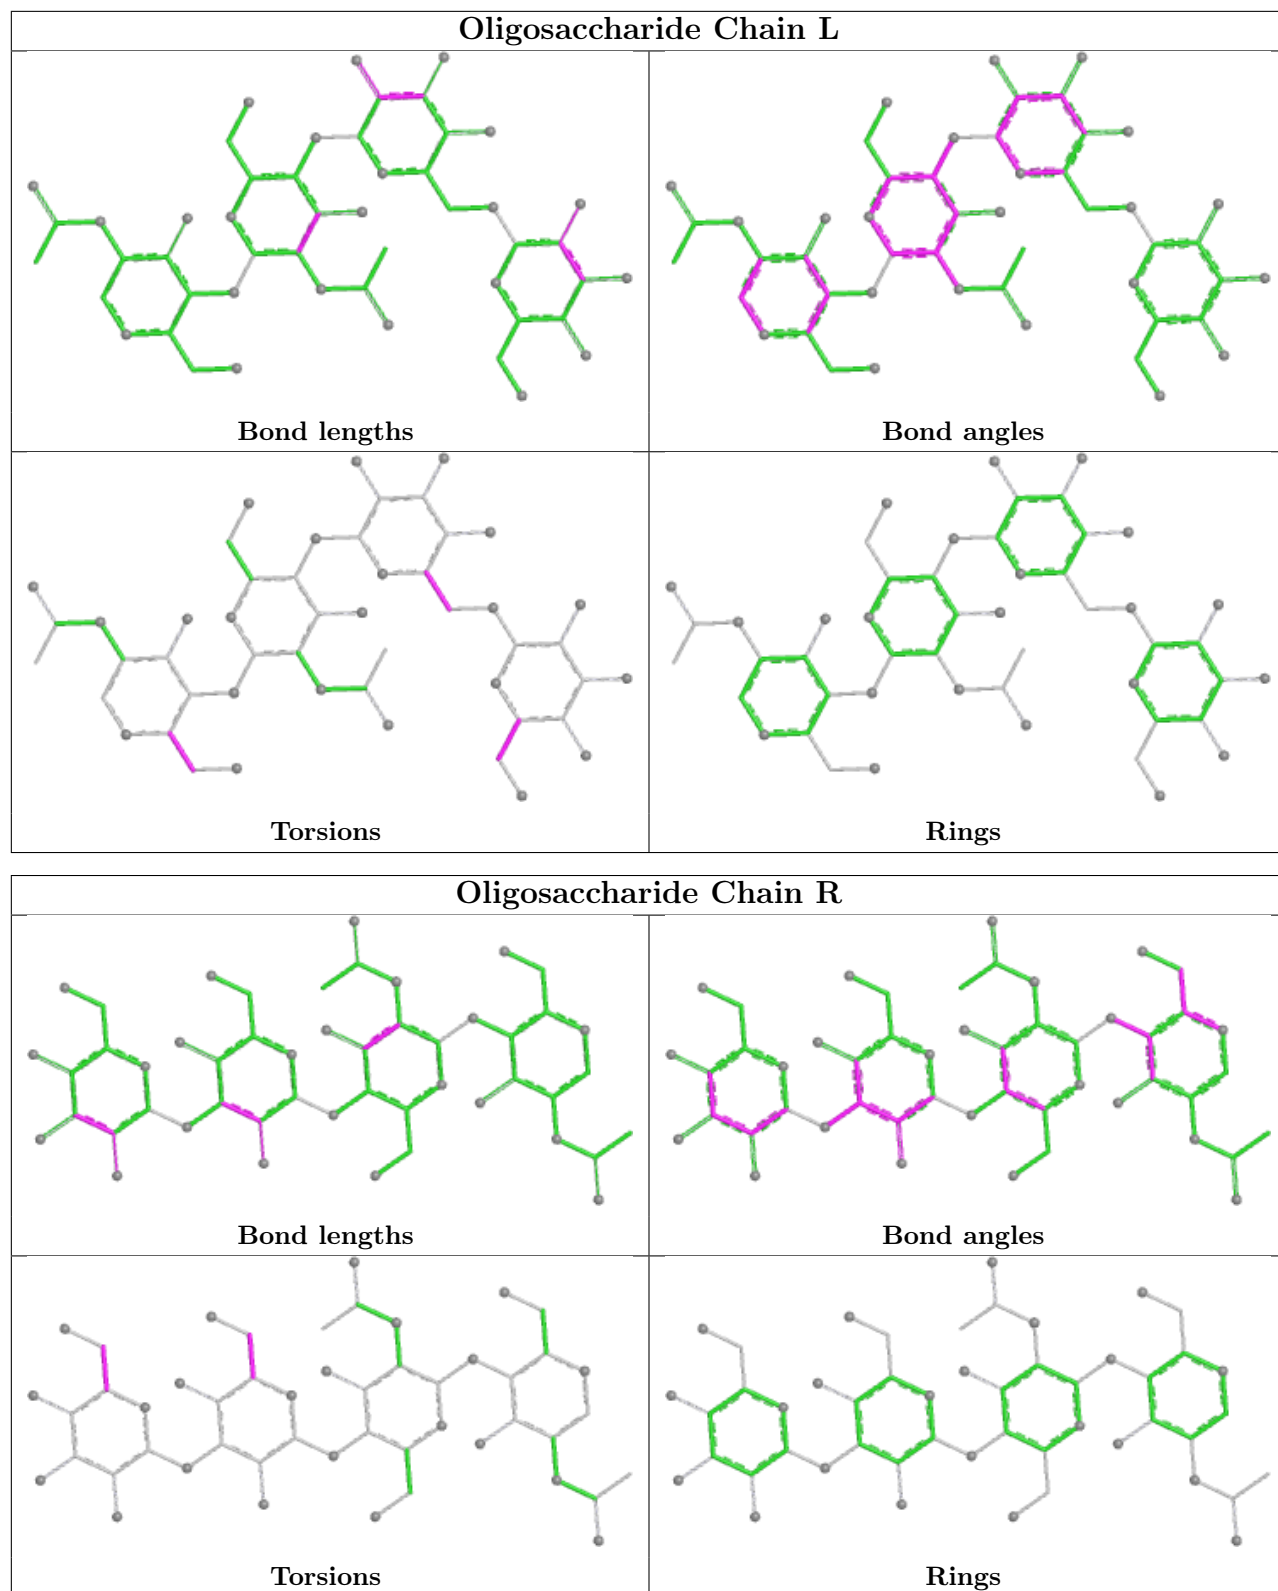 Oligosaccharide Chain L
Bond lengths
Bond angles
Torsions
Rings
Oligosaccharide Chain R
Bond lengths
Bond angles
Torsions
Rings